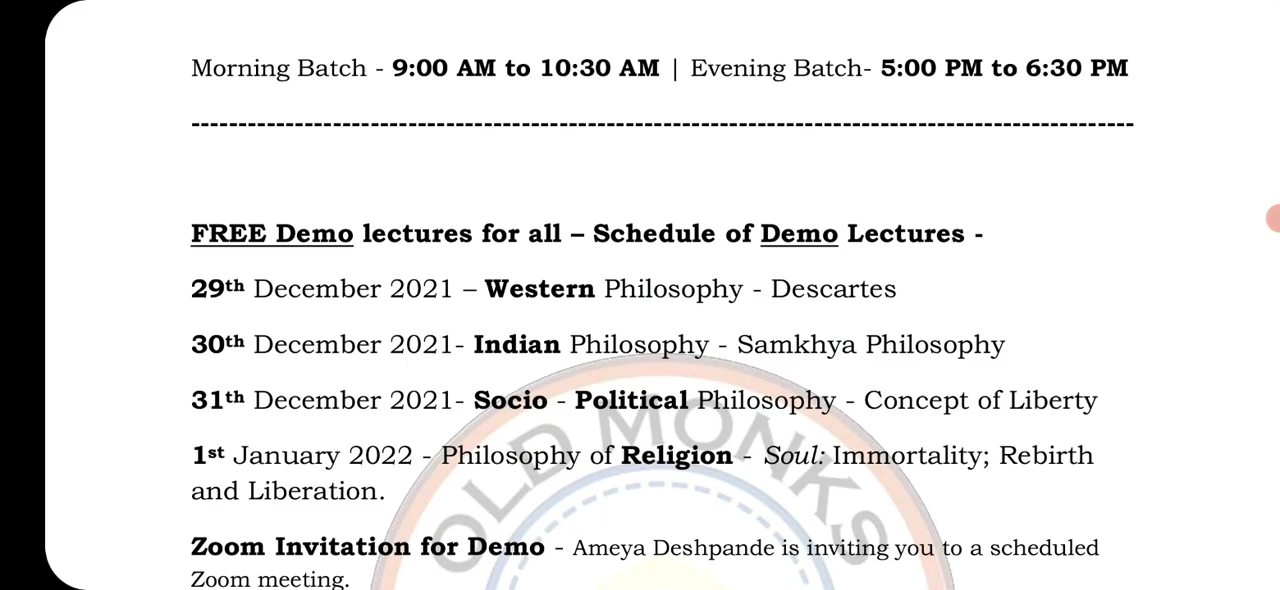 Morning Batch - 9:00 AM to 10:30 AM | Evening Batch- 5:00 PM to 6:30 PM
----------------------------------------------------------------------------------------------------
FREE Demo lectures for all – Schedule of Demo Lectures -
29th December 2021 – Western Philosophy - Descartes
30th December 2021- Indian Philosophy - Samkhya Philosophy
31th December 2021- Socio - Political Philosophy - Concept of Liberty
1st January 2022 - Philosophy of Religion - Soul: Immortality; Rebirth
and Liberation.
Zoom Invitation for Demo - Ameya Deshpande is inviting you to a scheduled
Zoom meeting.
OLD MONKS